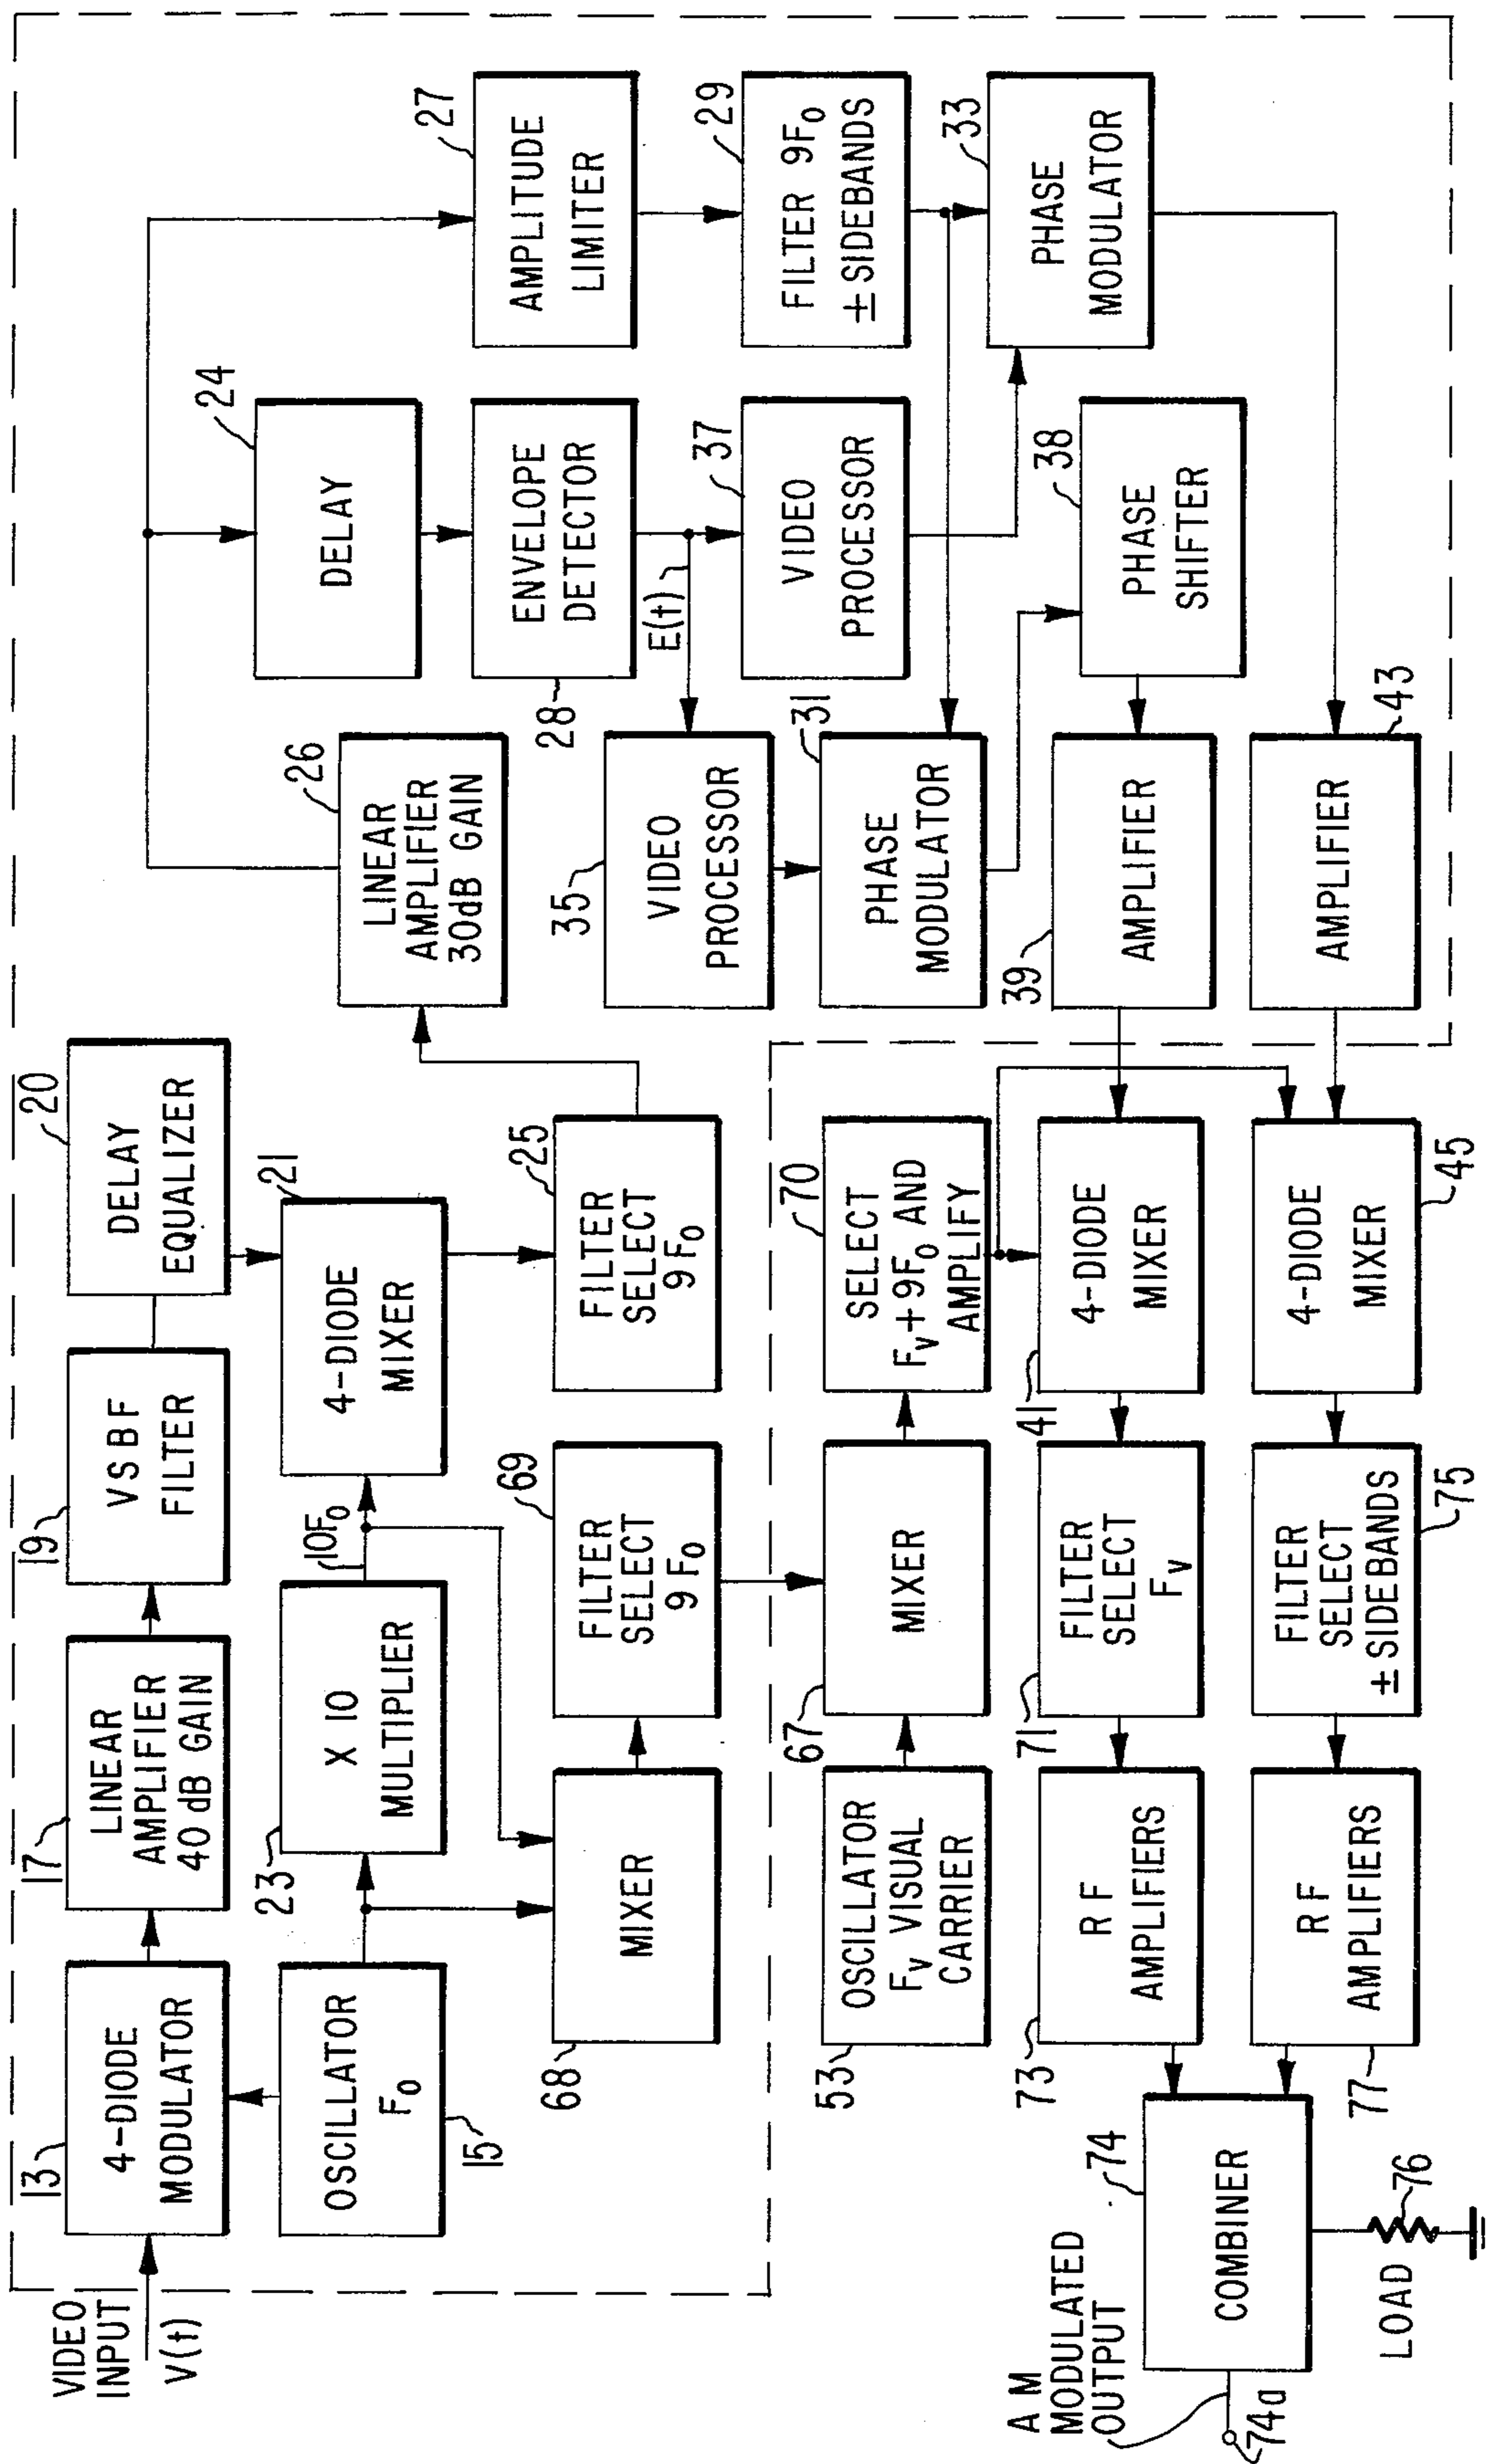 VIDEO
INPUT
V(t)
13
4-DIODE
MODULATOR
17
LINEAR
AMPLIFIER
40 dB GAIN
19
VSBF
FILTER
20
DELAY
EQUALIZER
15
OSCILLATOR
F0
23
X 10
MULTIPLIER
10F0
21
4-DIODE
MIXER
68
MIXER
69
FILTER
SELECT
9 F0
25
FILTER
SELECT
9 F0
26
LINEAR
AMPLIFIER
30dB GAIN
24
DELAY
28
ENVELOPE
DETECTOR
27
AMPLITUDE
LIMITER
E(t)
35
VIDEO
PROCESSOR
37
VIDEO
PROCESSOR
29
FILTER 9F0
± SIDEBANDS
31
PHASE
MODULATOR
38
PHASE
SHIFTER
33
PHASE
MODULATOR
53
OSCILLATOR
FV VISUAL
CARRIER
67
MIXER
70
SELECT
FV + 9F0 AND
AMPLIFY
39
AMPLIFIER
73
R F
AMPLIFIERS
71
FILTER
SELECT
FV
41
4-DIODE
MIXER
43
AMPLIFIER
77
R F
AMPLIFIERS
75
FILTER
SELECT
± SIDEBANDS
45
4-DIODE
MIXER
A M
MODULATED
OUTPUT
74
COMBINER
74a
LOAD
76